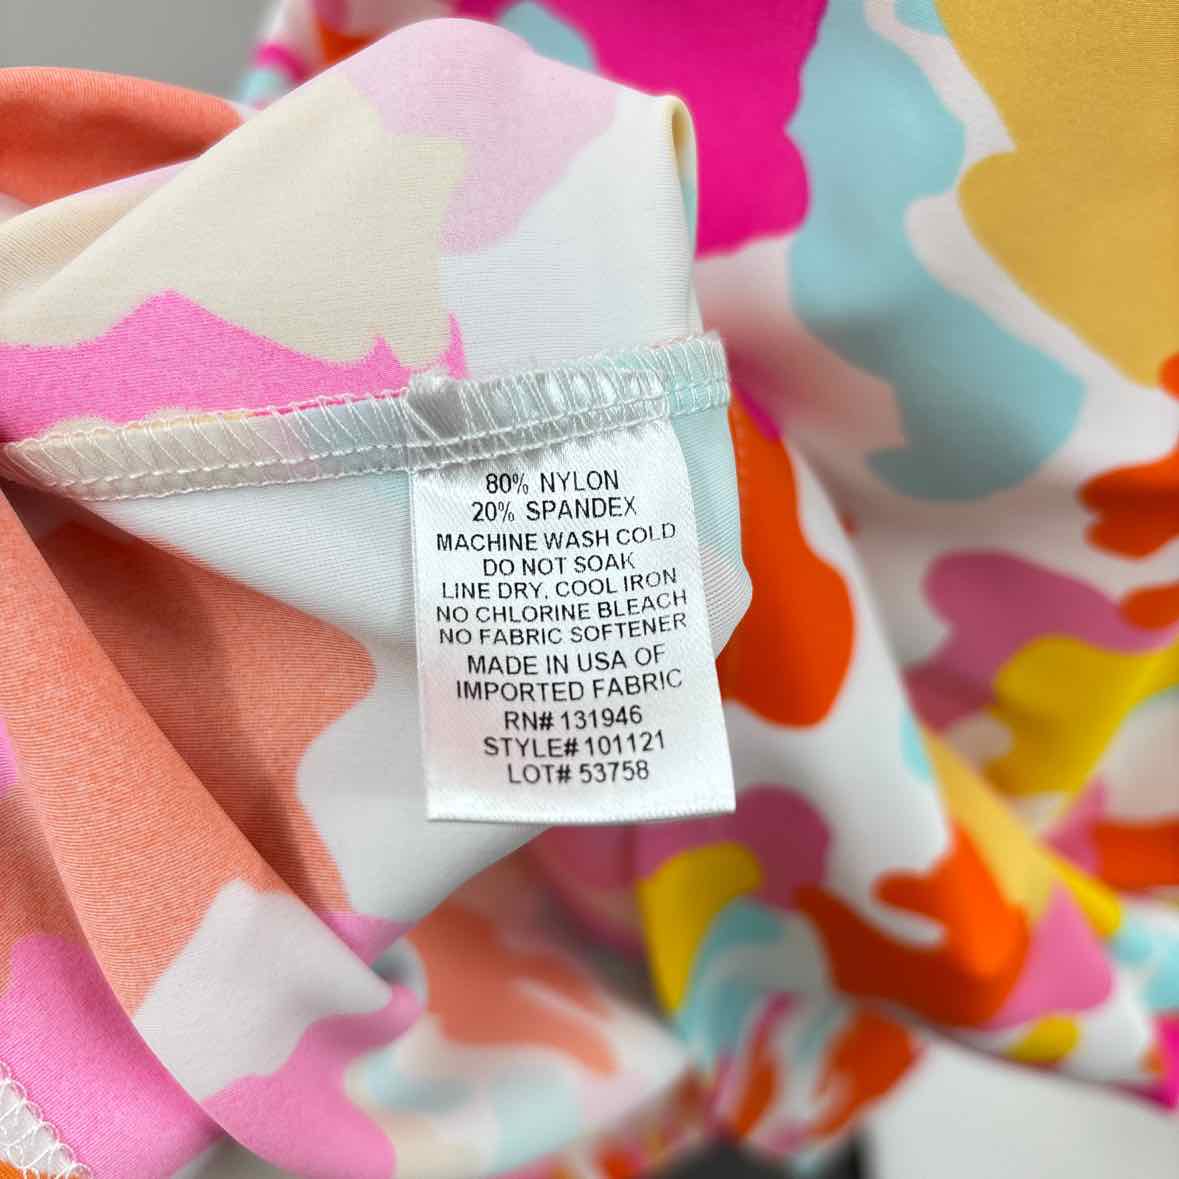 80% NYLON
20% SPANDEX
MACHINE WASH COLD
DO NOT SOAK
LINE DRY, COOL IRON
NO CHLORINE BLEACH
NO FABRIC SOFTENER
MADE IN USA OF
IMPORTED FABRIC
RN# 131946
STYLE# 101121
LOT# 53758